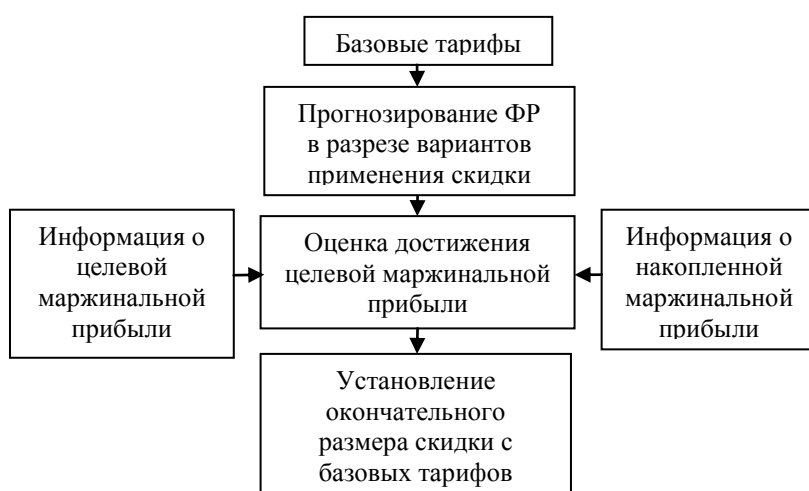 Базовые тарифы
Прогнозирование ФР
в разрезе вариантов
применения скидки
Информация о
целевой
маржинальной
прибыли
Оценка достижения
целевой маржинальной
прибыли
Информация о
накопленной
маржинальной
прибыли
Установление
окончательного
размера скидки с
базовых тарифов